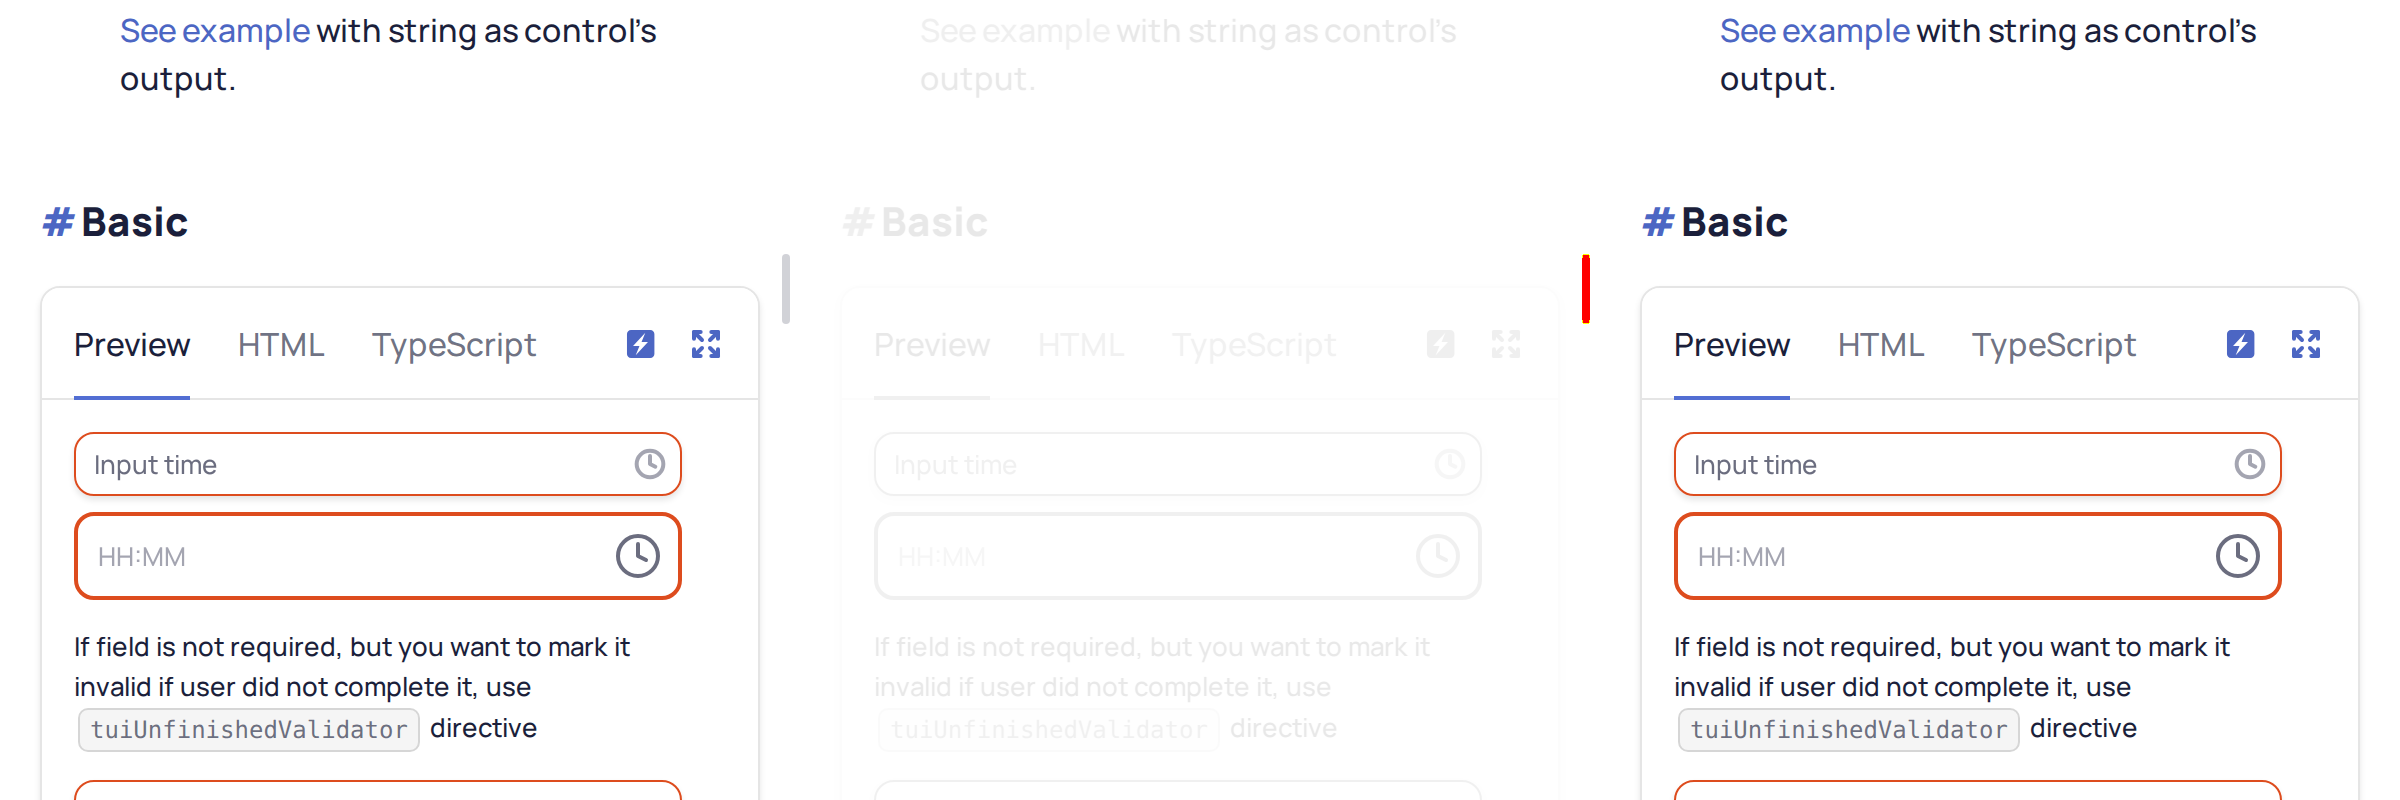 See example with string as control's
output.
# Basic
Preview HTML TypeScript
Input time
HH:MM
If field is not required, but you want to mark it
invalid if user did not complete it, use
tuiUnfinishedValidator directive
See example with string as control's
output.
# Basic
Preview HTML TypeScript
Input time
HH:MM
If field is not required, but you want to mark it
invalid if user did not complete it, use
tuiUnfinishedValidator directive
See example with string as control's
output.
# Basic
Preview HTML TypeScript
Input time
HH:MM
If field is not required, but you want to mark it
invalid if user did not complete it, use
tuiUnfinishedValidator directive